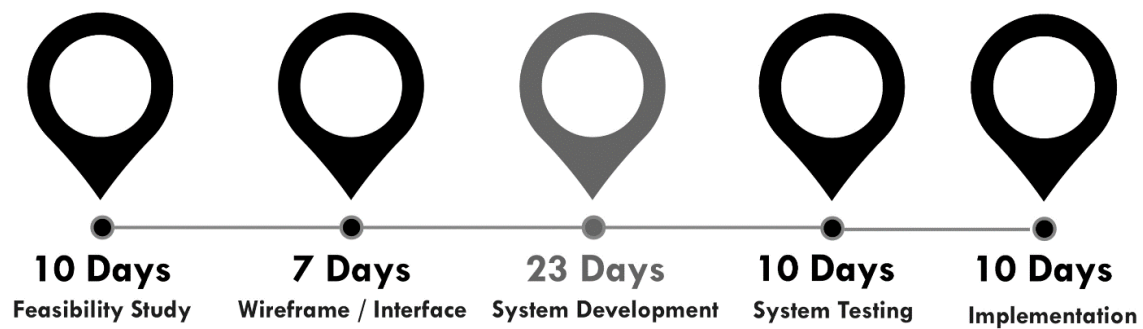 10 Days
Feasibility Study
7 Days
Wireframe / Interface
23 Days
System Development
10 Days
System Testing
10 Days
Implementation